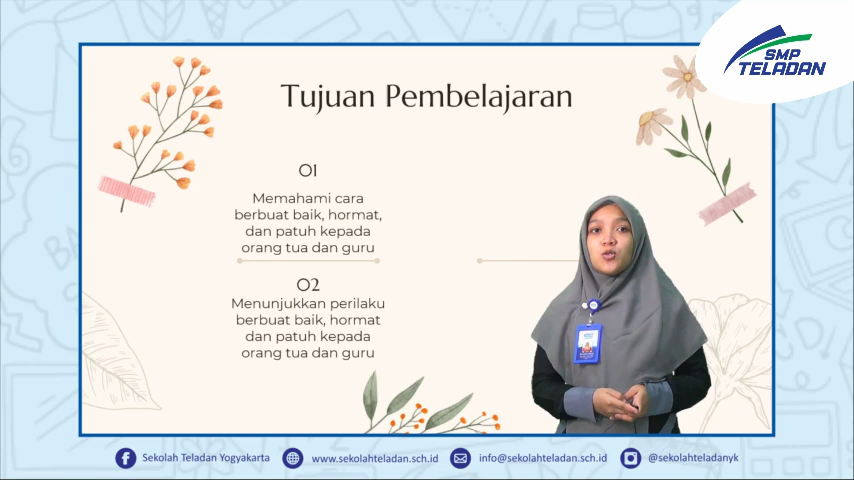 SMP
TELADAN
Tujuan Pembelajaran
01
Memahami cara
berbuat baik, hormat,
dan patuh kepada
orang tua dan guru
02
Menunjukkan perilaku
berbuat baik, hormat
dan patuh kepada
orang tua dan guru
Sekolah Teladan Yogyakarta
www.sekolahteladan.sch.id
info@sekolahteladan.sch.id
@sekolahteladanyk